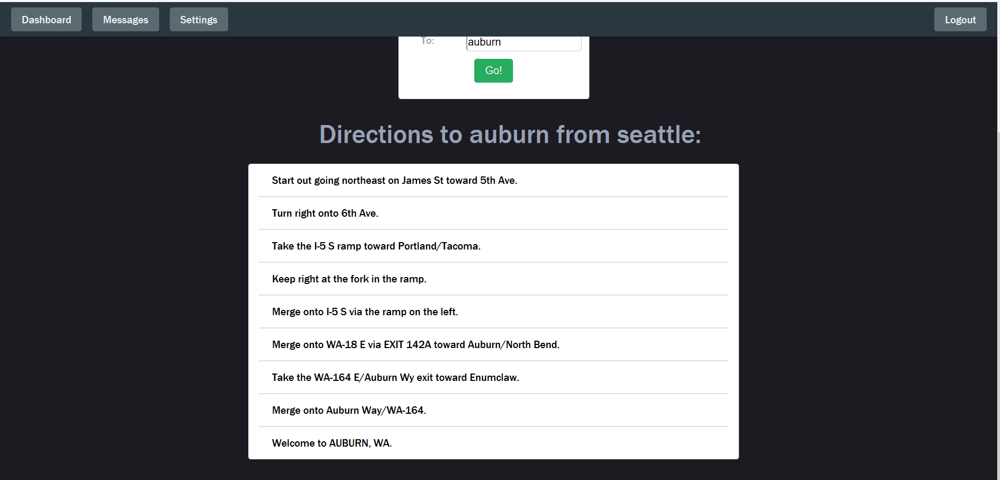 Dashboard Messages Settings Logout
To: auburn
Go!
Directions to auburn from seattle:
Start out going northeast on James St toward 5th Ave.
Turn right onto 6th Ave.
Take the I-5 S ramp toward Portland/Tacoma.
Keep right at the fork in the ramp.
Merge onto I-5 S via the ramp on the left.
Merge onto WA-18 E via EXIT 142A toward Auburn/North Bend.
Take the WA-164 E/Auburn Wy exit toward Enumclaw.
Merge onto Auburn Way/WA-164.
Welcome to AUBURN, WA.